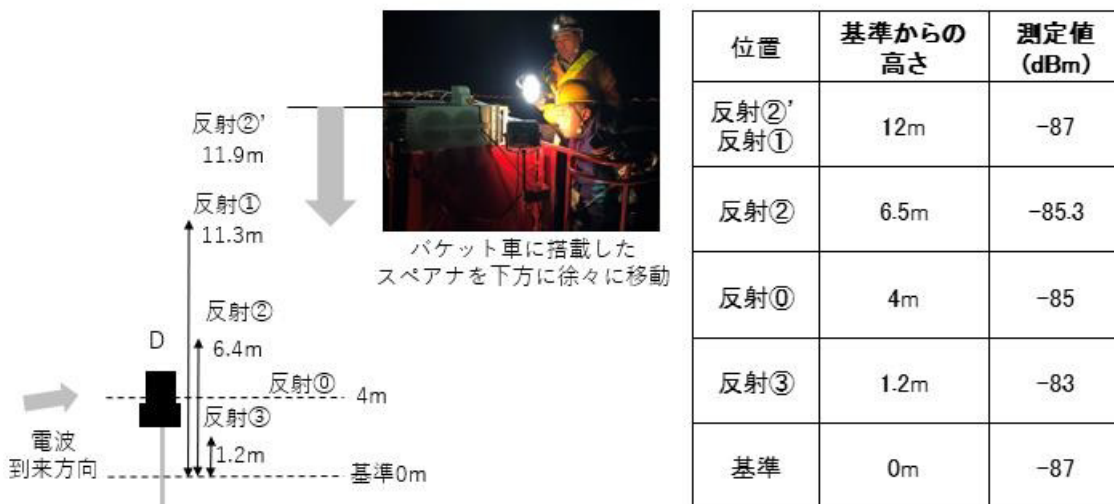 反射②'
11.9m
反射①
11.3m
反射②
6.4m
D
反射⓪
4m
反射③
1.2m
電波
到来方向
基準0m
バケット車に搭載した
スペアナを下方に徐々に移動
位置
基準からの
高さ
測定値
(dBm)
反射②'
反射①
12m
-87
反射②
6.5m
-85.3
反射⓪
4m
-85
反射③
1.2m
-83
基準
0m
-87